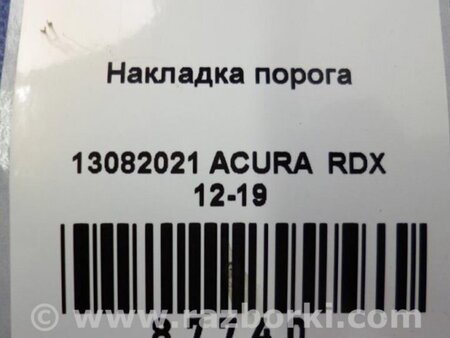 Накладка порога
13082021 ACURA RDX
12-19
www.razborki.com